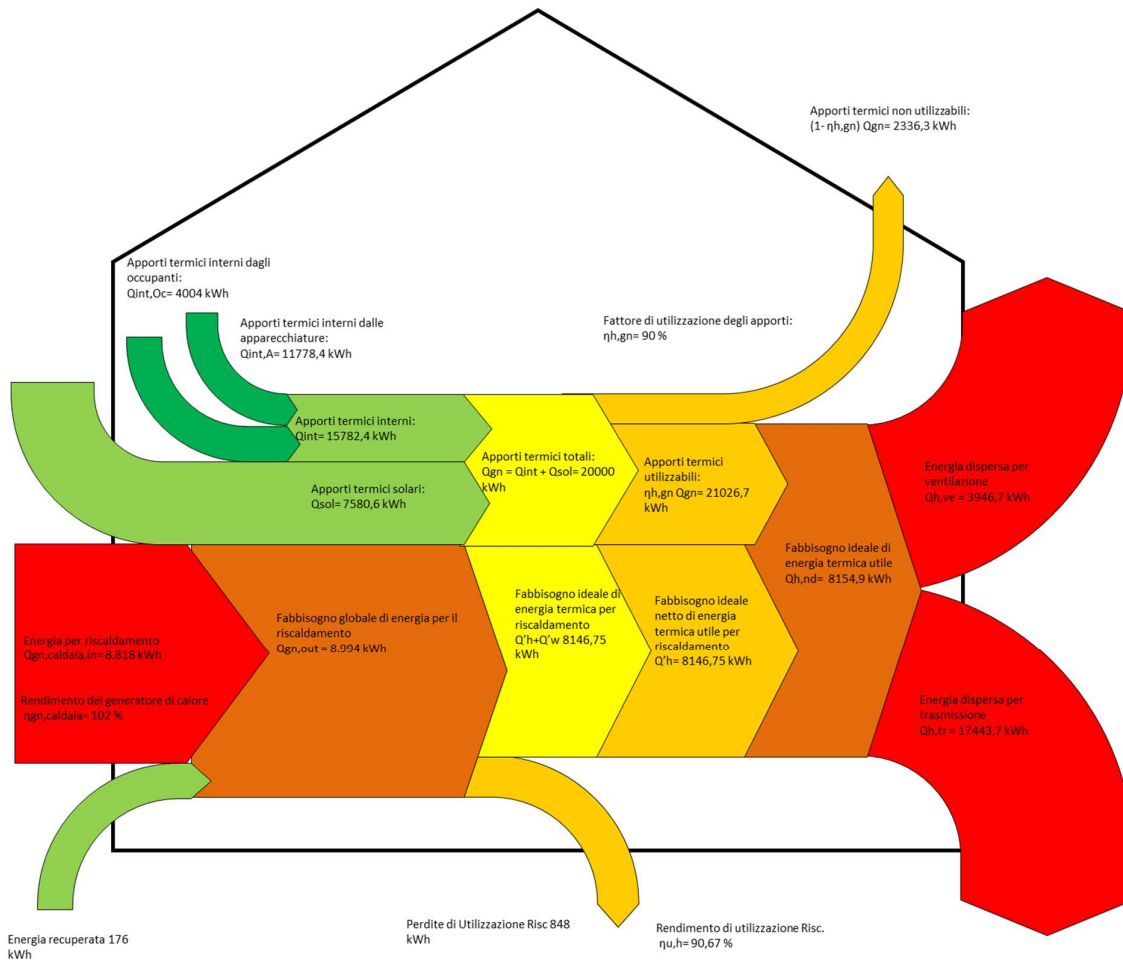 Apporti termici non utilizzabili:
(1- ηh,gn) Qgn= 2336,3 kWh
Apporti termici interni dagli
occupanti:
Qint,Oc= 4004 kWh
Apporti termici interni dalle
apparecchiature:
Qint,A= 11778,4 kWh
Fattore di utilizzazione degli apporti:
ηh,gn= 90 %
Apporti termici interni:
Qint= 15782,4 kWh
Apporti termici solari:
Qsol= 7580,6 kWh
Apporti termici totali:
Qgn = Qint + Qsol= 20000
kWh
Apporti termici
utilizzabili:
ηh,gn Qgn= 21026,7
kWh
Energia dispersa per
ventilazione
Qh,ve = 3946,7 kWh
Fabbisogno ideale di
energia termica utile
Qh,nd=  8154,9 kWh
Energia per riscaldamento
Qgn,caldaia,in= 8.818 kWh
Rendimento del generatore di calore
ηgn,caldaia= 102 %
Fabbisogno globale di energia per il
riscaldamento
Qgn,out = 8.994 kWh
Fabbisogno ideale di
energia termica per
riscaldamento
Q’h+Q’w 8146,75
kWh
Fabbisogno ideale
netto di energia
termica utile per
riscaldamento
Q’h= 8146,75 kWh
Energia dispersa per
trasmissione
Qh,tr = 17443,7 kWh
Energia recuperata 176
kWh
Perdite di Utilizzazione Risc 848
kWh
Rendimento di utilizzazione Risc.
ηu,h= 90,67 %